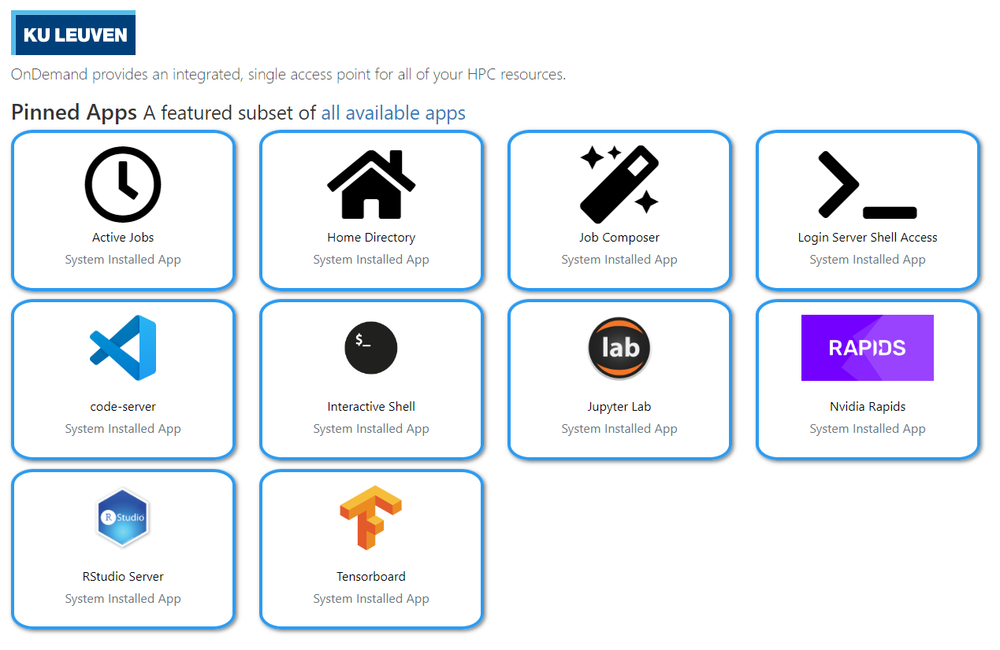 KU LEUVEN
OnDemand provides an integrated, single access point for all of your HPC resources.
Pinned Apps A featured subset of all available apps
Active Jobs
System Installed App
Home Directory
System Installed App
Job Composer
System Installed App
Login Server Shell Access
System Installed App
code-server
System Installed App
$_
Interactive Shell
System Installed App
lab
Jupyter Lab
System Installed App
RAPIDS
Nvidia Rapids
System Installed App
R Studio
RStudio Server
System Installed App
Tensorboard
System Installed App